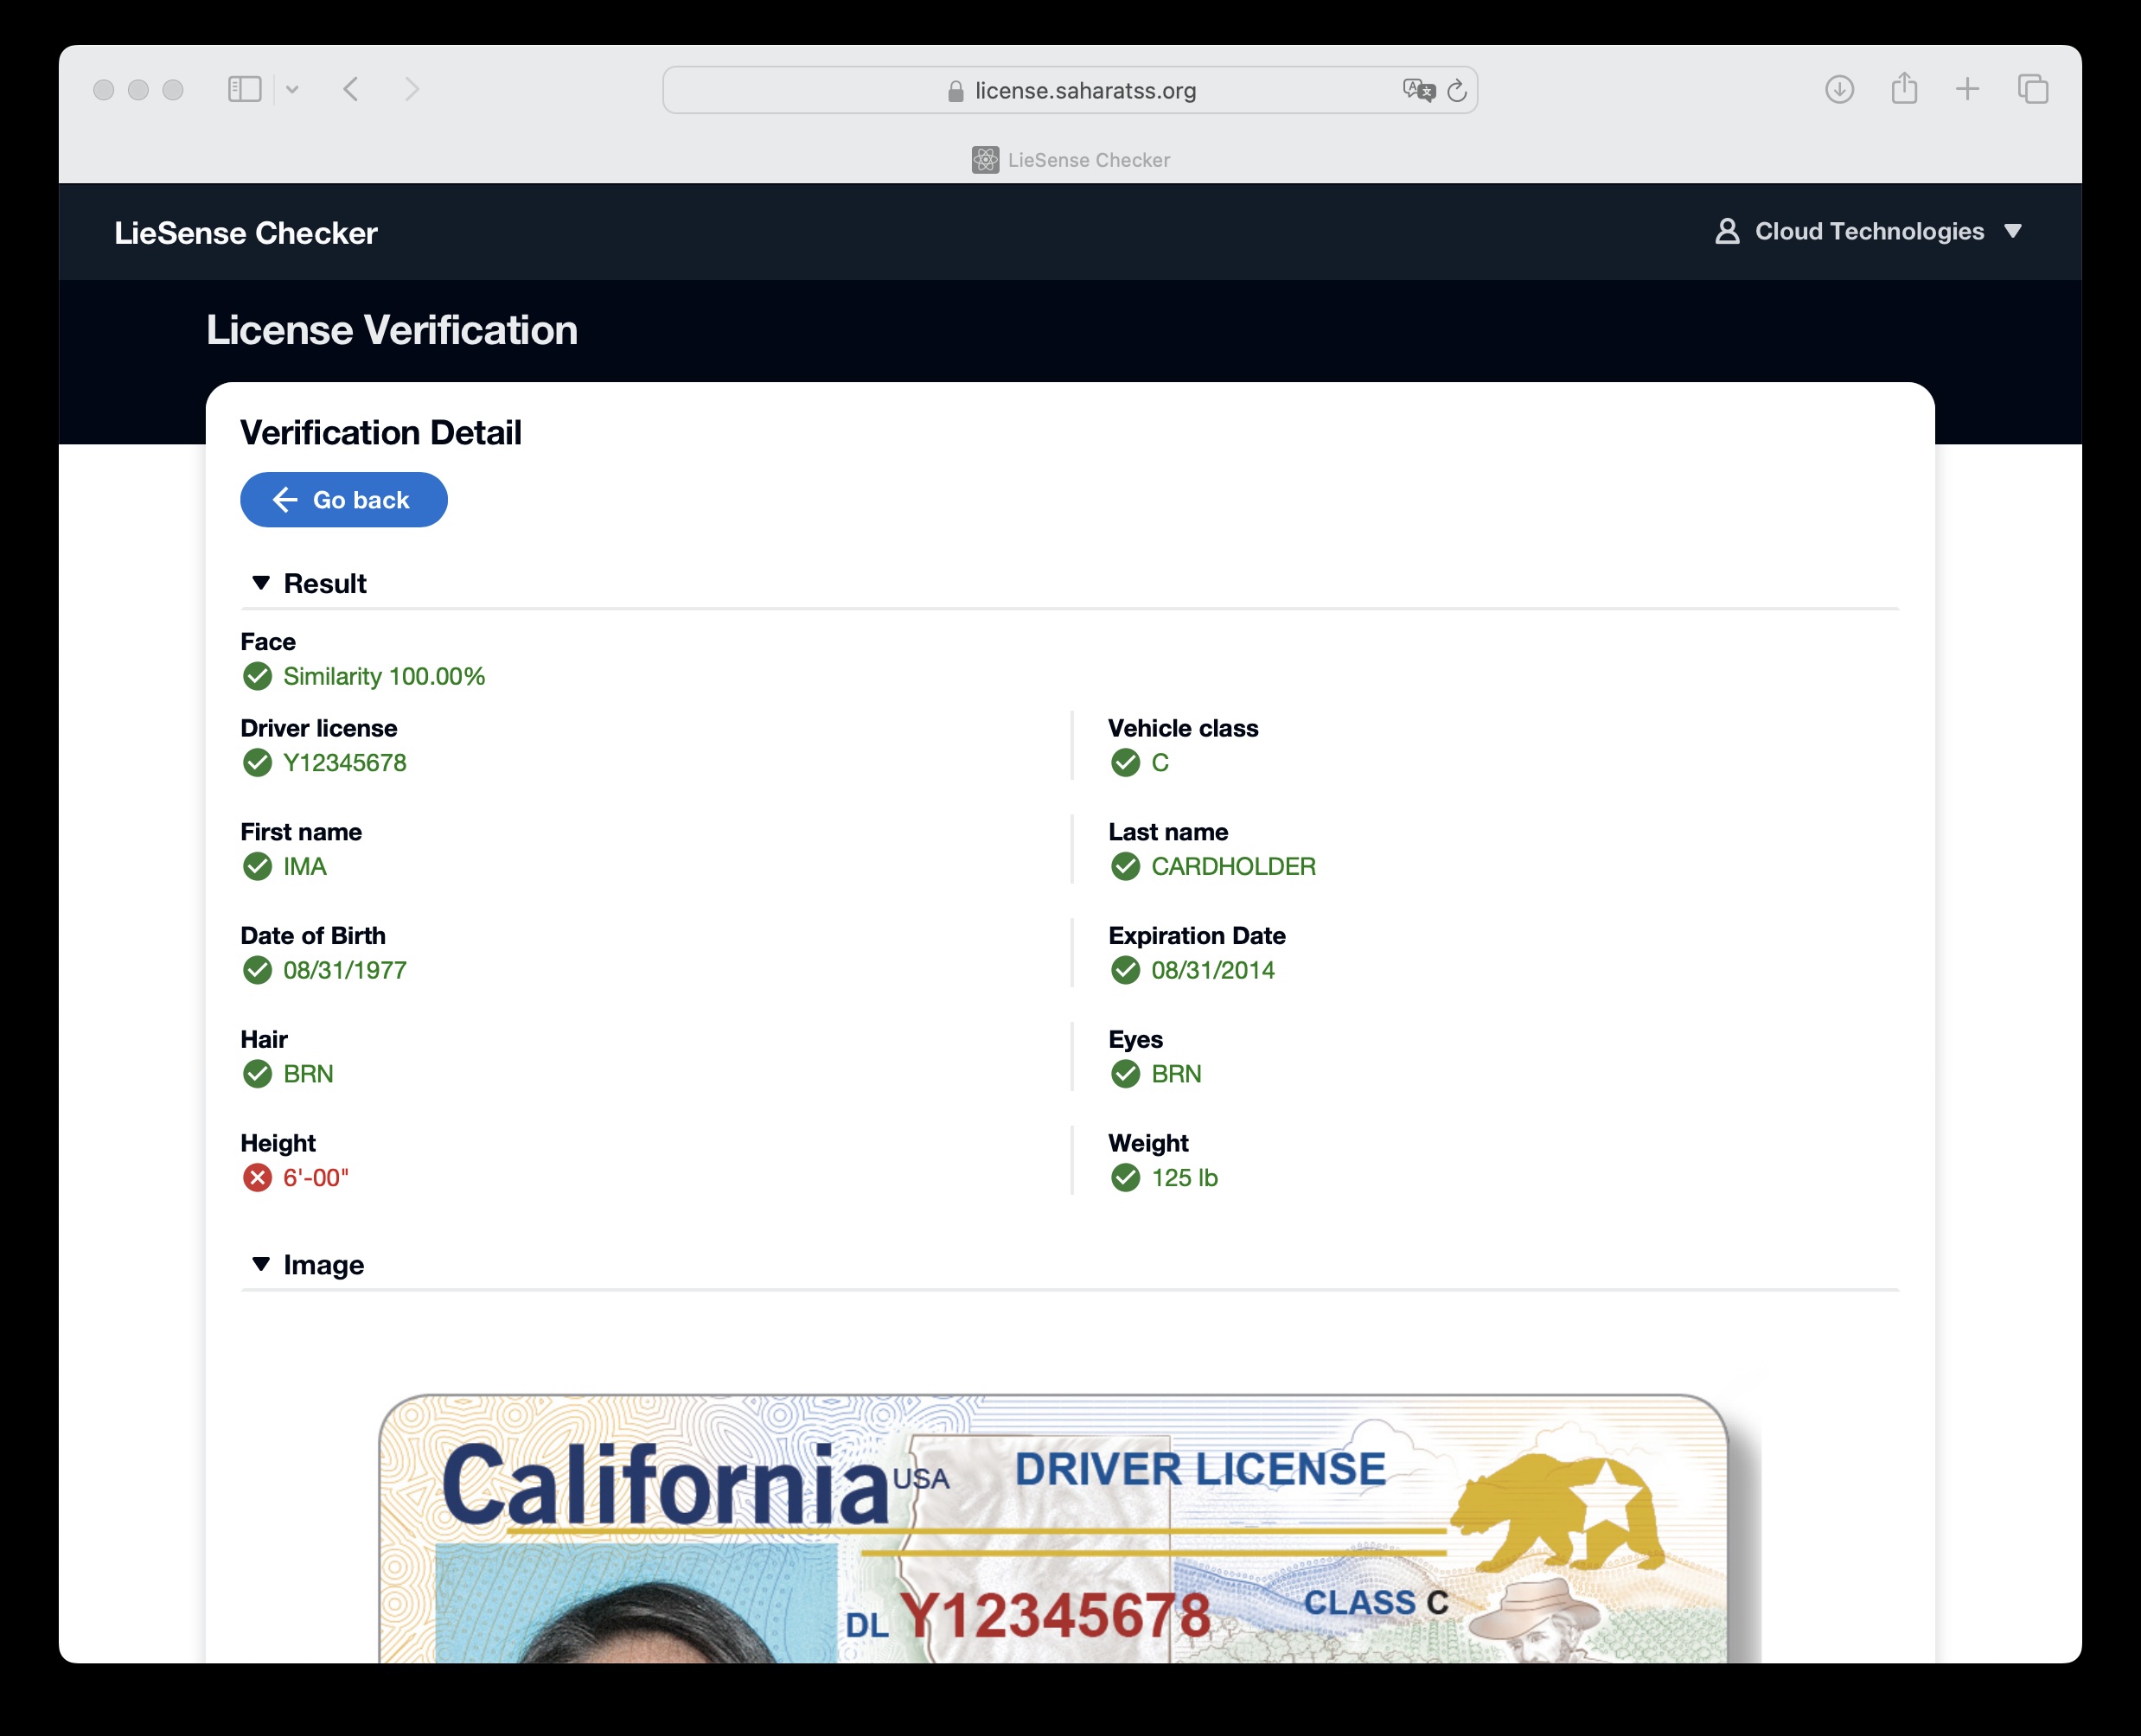 license.saharatss.org
LieSense Checker
LieSense Checker
Cloud Technologies
License Verification
Verification Detail
Go back
Result
Face
Similarity 100.00%
Driver license
Vehicle class
Y12345678
C
First name
Last name
IMA
CARDHOLDER
Date of Birth
Expiration Date
08/31/1977
08/31/2014
Hair
Eyes
BRN
BRN
Height
Weight
6'-00"
125 lb
Image
California USA DRIVER LICENSE
DL Y12345678 CLASS C